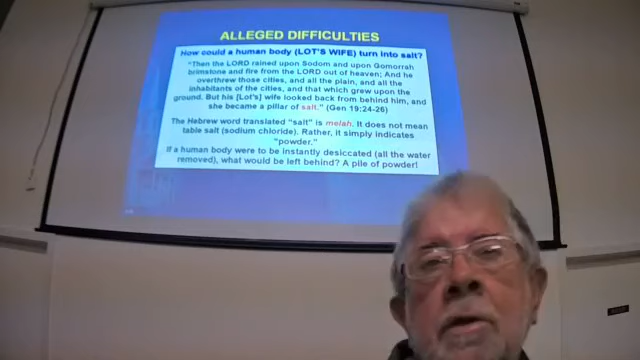 ALLEGED DIFFICULTIES
How could a human body (LOT'S WIFE) turn into salt?
"Then the LORD rained upon Sodom and upon Gomorrah
brimstone and fire from the LORD out of heaven; And he
overthrew those cities, and all the plain, and all the
inhabitants of the cities, and that which grew upon the
ground. But his [Lot's] wife looked back from behind him, and
she became a pillar of salt." (Gen 19:24-26)
The Hebrew word translated "salt" is melah. It does not mean
table salt (sodium chloride). Rather, it simply indicates
"powder."
If a human body were to be instantly desiccated (all the water
removed), what would be left behind? A pile of powder!